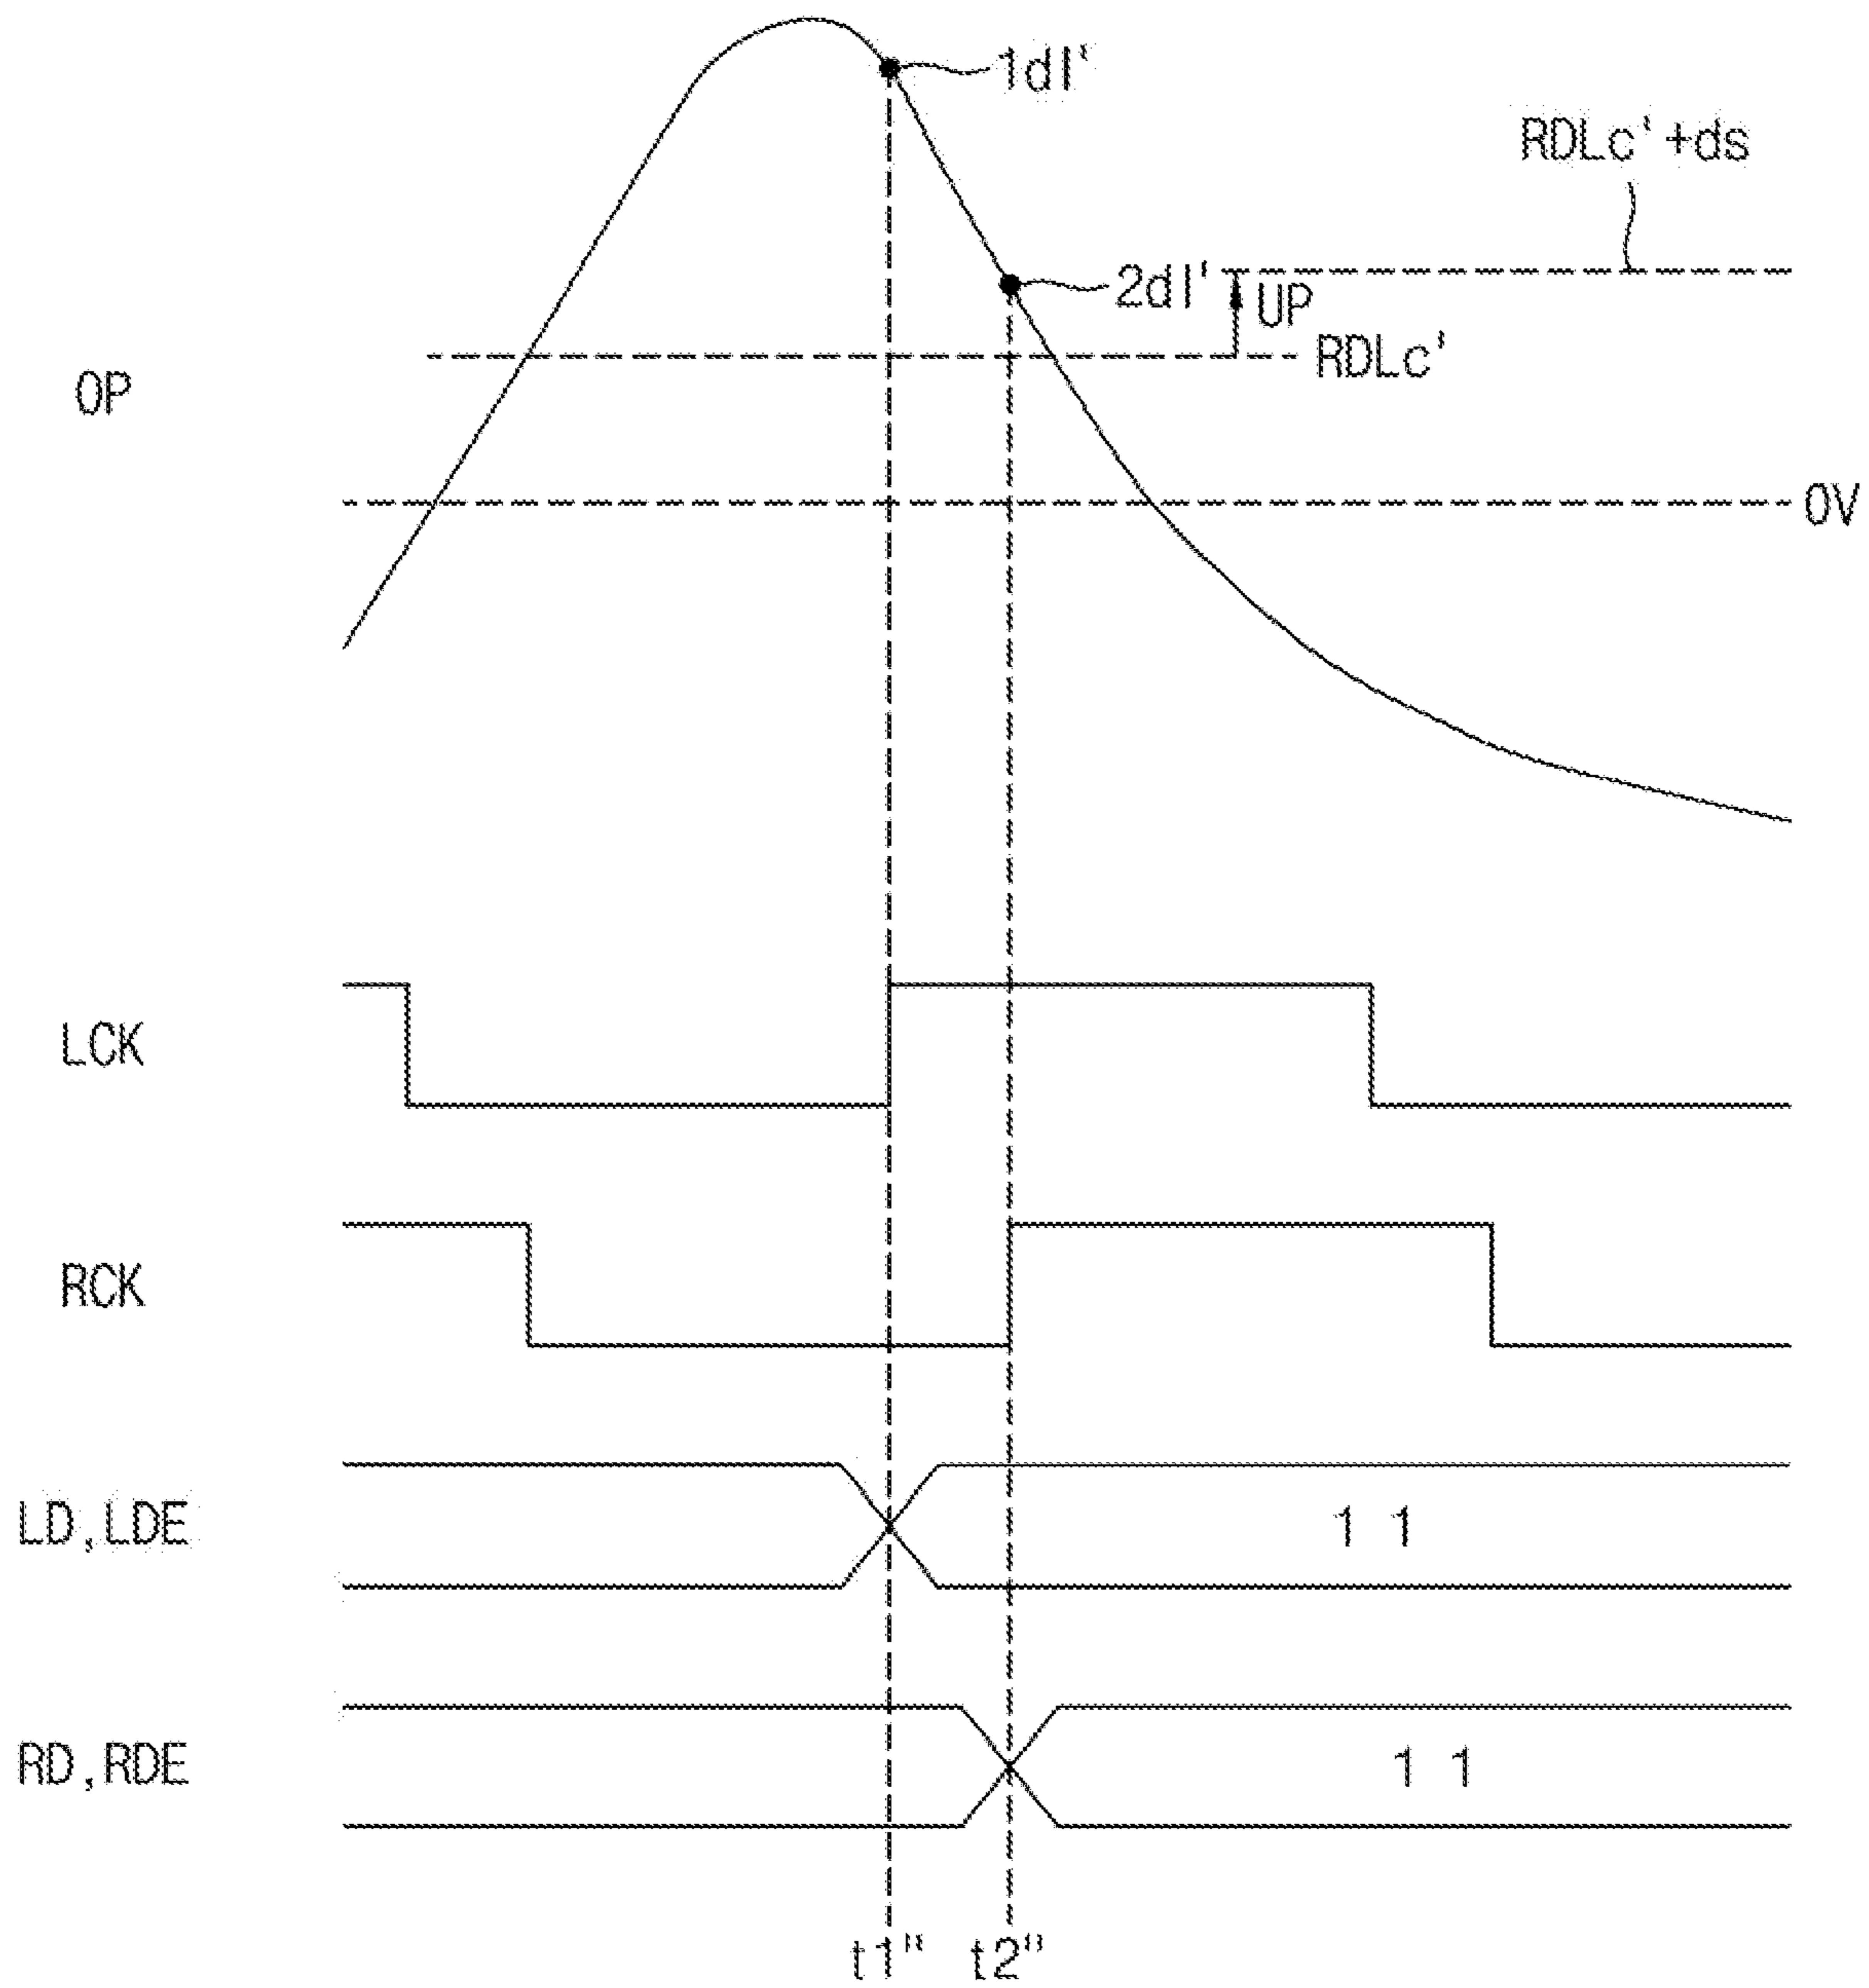 1dl'
RDLc'+ds
2dl'
UP
RDLc'
OP
0V
LCK
RCK
LD,LDE
1 1
RD,RDE
1 1
t1" t2"